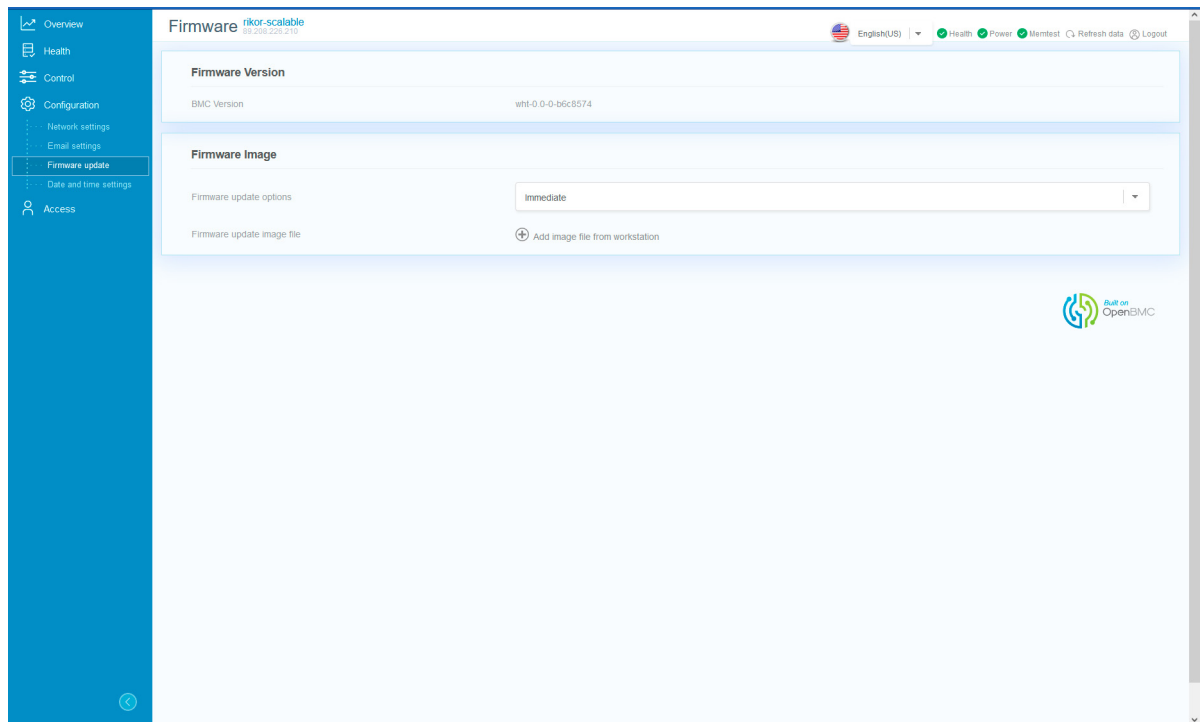 Overview
Health
Control
Configuration
Network settings
Email settings
Firmware update
Date and time settings
Access
Firmware rikor-scalable
89.208.226.210
English(US)
Health Power Memtest Refresh data Logout
Firmware Version
BMC Version wht-0.0-0-b6c8574
Firmware Image
Firmware update options Immediate
Firmware update image file Add image file from workstation
Built on
OpenBMC